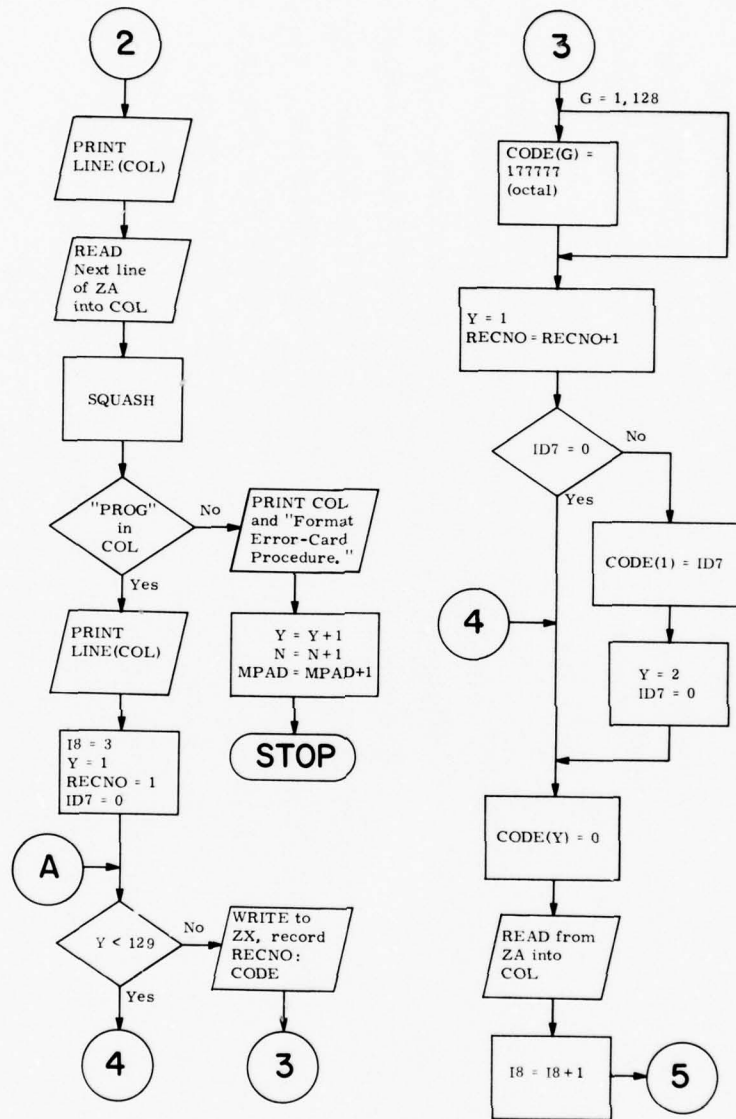 2
PRINT
LINE(COL)
READ
Next line
of ZA
into COL
SQUASH
"PROG"
in
COL
No
Yes
PRINT COL
and "Format
Error-Card
Procedure."
Y = Y+1
N = N+1
MPAD = MPAD+1
STOP
PRINT
LINE(COL)
I8 = 3
Y = 1
RECNO = 1
ID7 = 0
A
Y < 129
No
Yes
WRITE to
ZX, record
RECNO:
CODE
4
3
3
G = 1, 128
CODE(G) =
177777
(octal)
Y = 1
RECNO = RECNO+1
ID7 = 0
No
Yes
CODE(1) = ID7
Y = 2
ID7 = 0
4
CODE(Y) = 0
READ from
ZA into
COL
I8 = I8+1
5